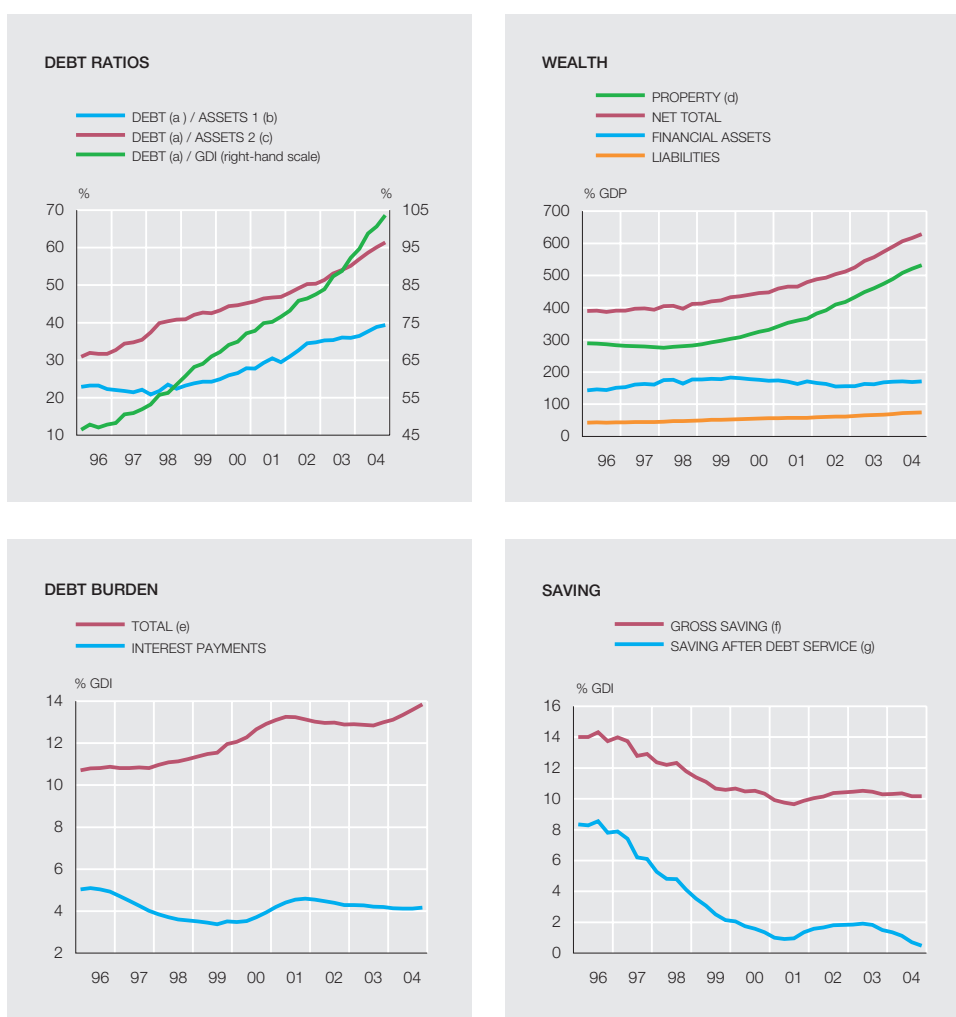 DEBT RATIOS
DEBT (a ) / ASSETS 1 (b)
DEBT (a) / ASSETS 2 (c)
DEBT (a) / GDI (right-hand scale)
% %
70 105
60 95
50 85
40 75
30 65
20 55
10 45
96 97 98 99 00 01 02 03 04
WEALTH
PROPERTY (d)
NET TOTAL
FINANCIAL ASSETS
LIABILITIES
% GDP
700
600
500
400
300
200
100
0
96 97 98 99 00 01 02 03 04
DEBT BURDEN
TOTAL (e)
INTEREST PAYMENTS
% GDI
14
12
10
8
6
4
2
96 97 98 99 00 01 02 03 04
SAVING
GROSS SAVING (f)
SAVING AFTER DEBT SERVICE (g)
% GDI
16
14
12
10
8
6
4
2
0
96 97 98 99 00 01 02 03 04